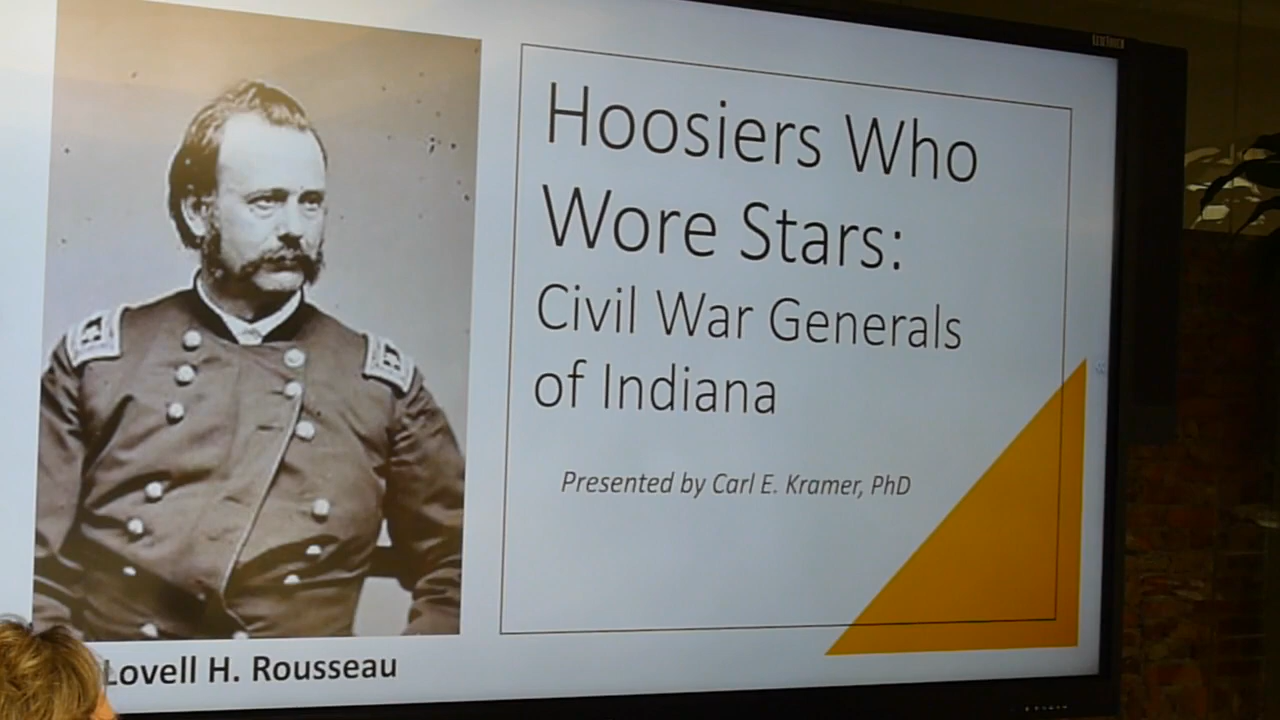 Hoosiers Who
Wore Stars:
Civil War Generals
of Indiana
Presented by Carl E. Kramer, PhD
Lovell H. Rousseau